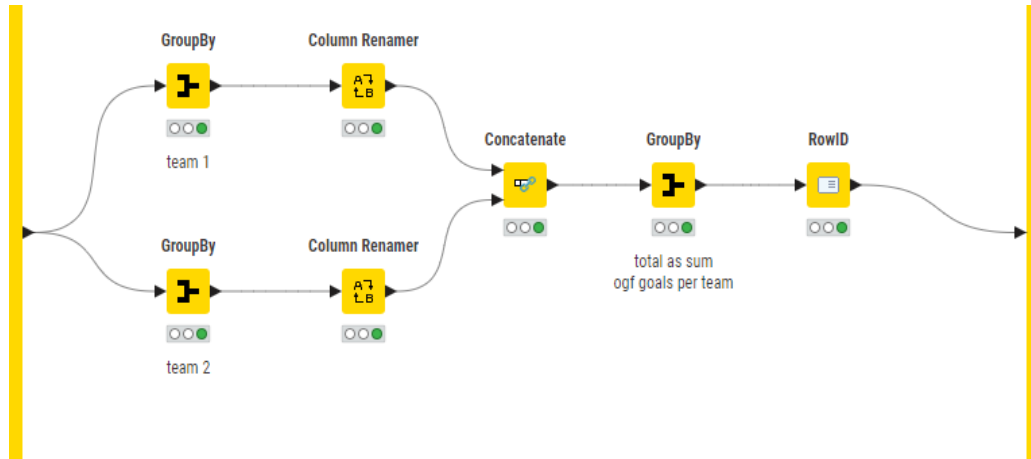 GroupBy
Column Renamer
team 1
Concatenate
GroupBy
RowID
total as sum
ogf goals per team
GroupBy
Column Renamer
team 2